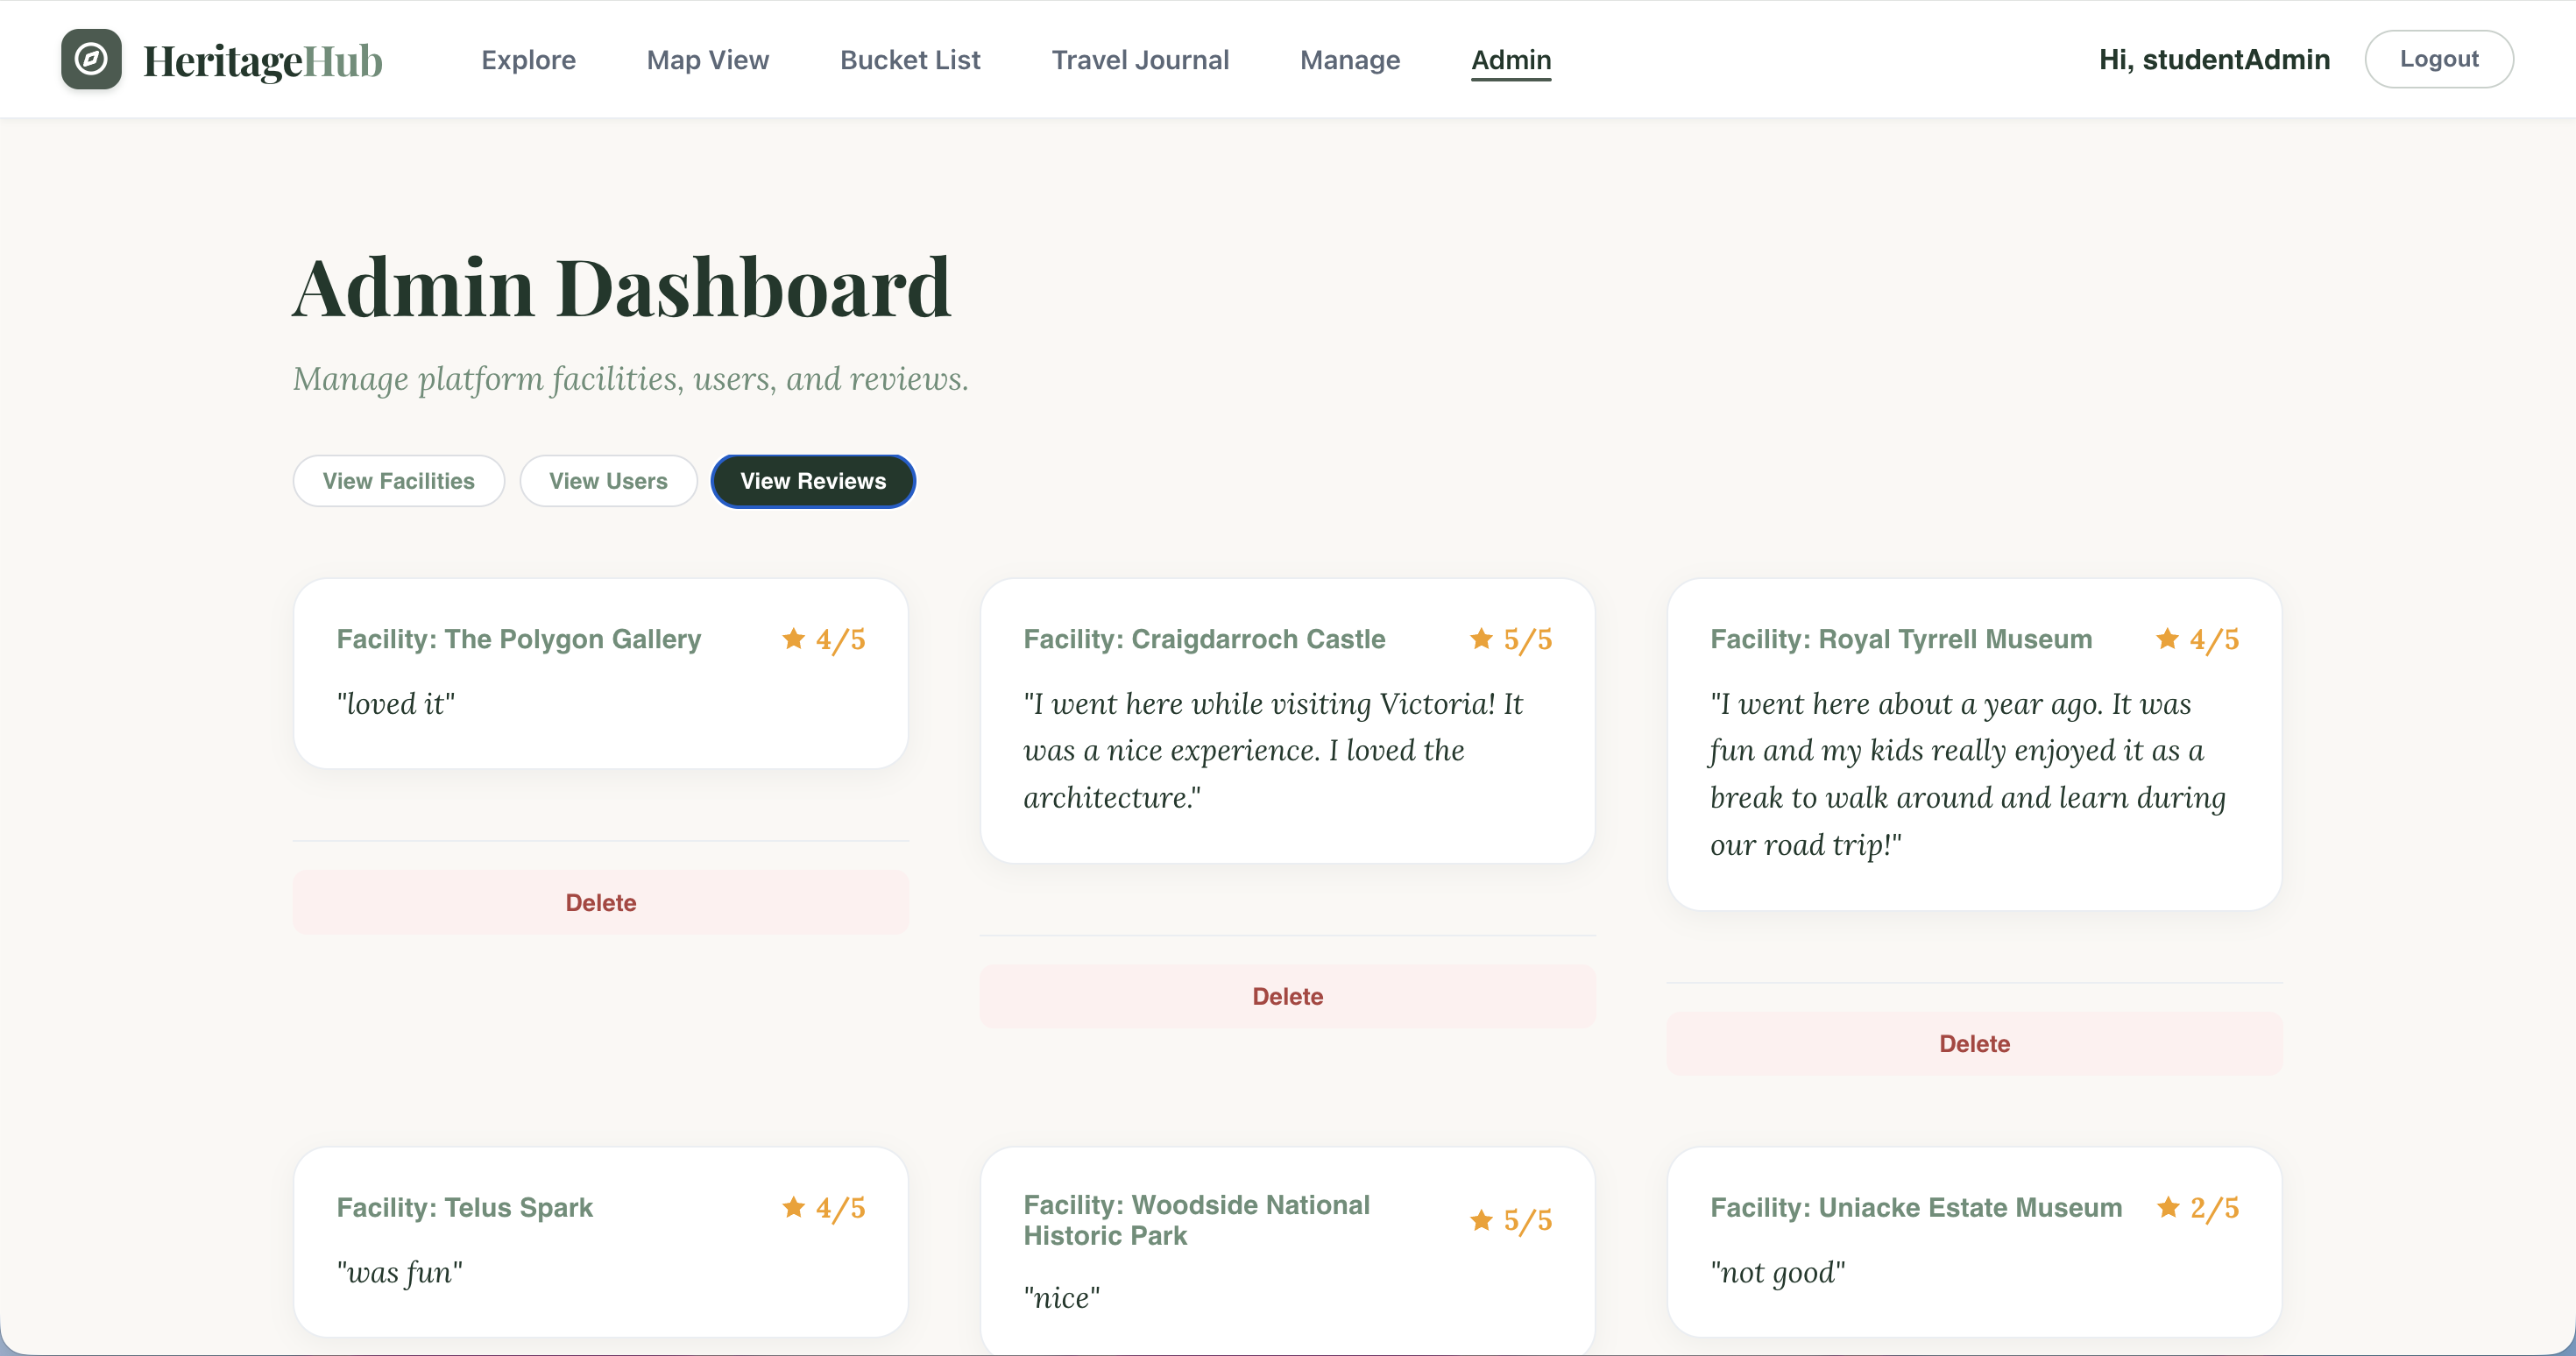 HeritageHub
Explore
Map View
Bucket List
Travel Journal
Manage
Admin
Hi, studentAdmin
Logout
Admin Dashboard
Manage platform facilities, users, and reviews.
View Facilities
View Users
View Reviews
Facility: The Polygon Gallery
4/5
"loved it"
Delete
Facility: Craigdarroch Castle
5/5
"I went here while visiting Victoria! It
was a nice experience. I loved the
architecture."
Delete
Facility: Royal Tyrrell Museum
4/5
"I went here about a year ago. It was
fun and my kids really enjoyed it as a
break to walk around and learn during
our road trip!"
Delete
Facility: Telus Spark
4/5
"was fun"
Facility: Woodside National
Historic Park
5/5
"nice"
Facility: Uniacke Estate Museum
2/5
"not good"